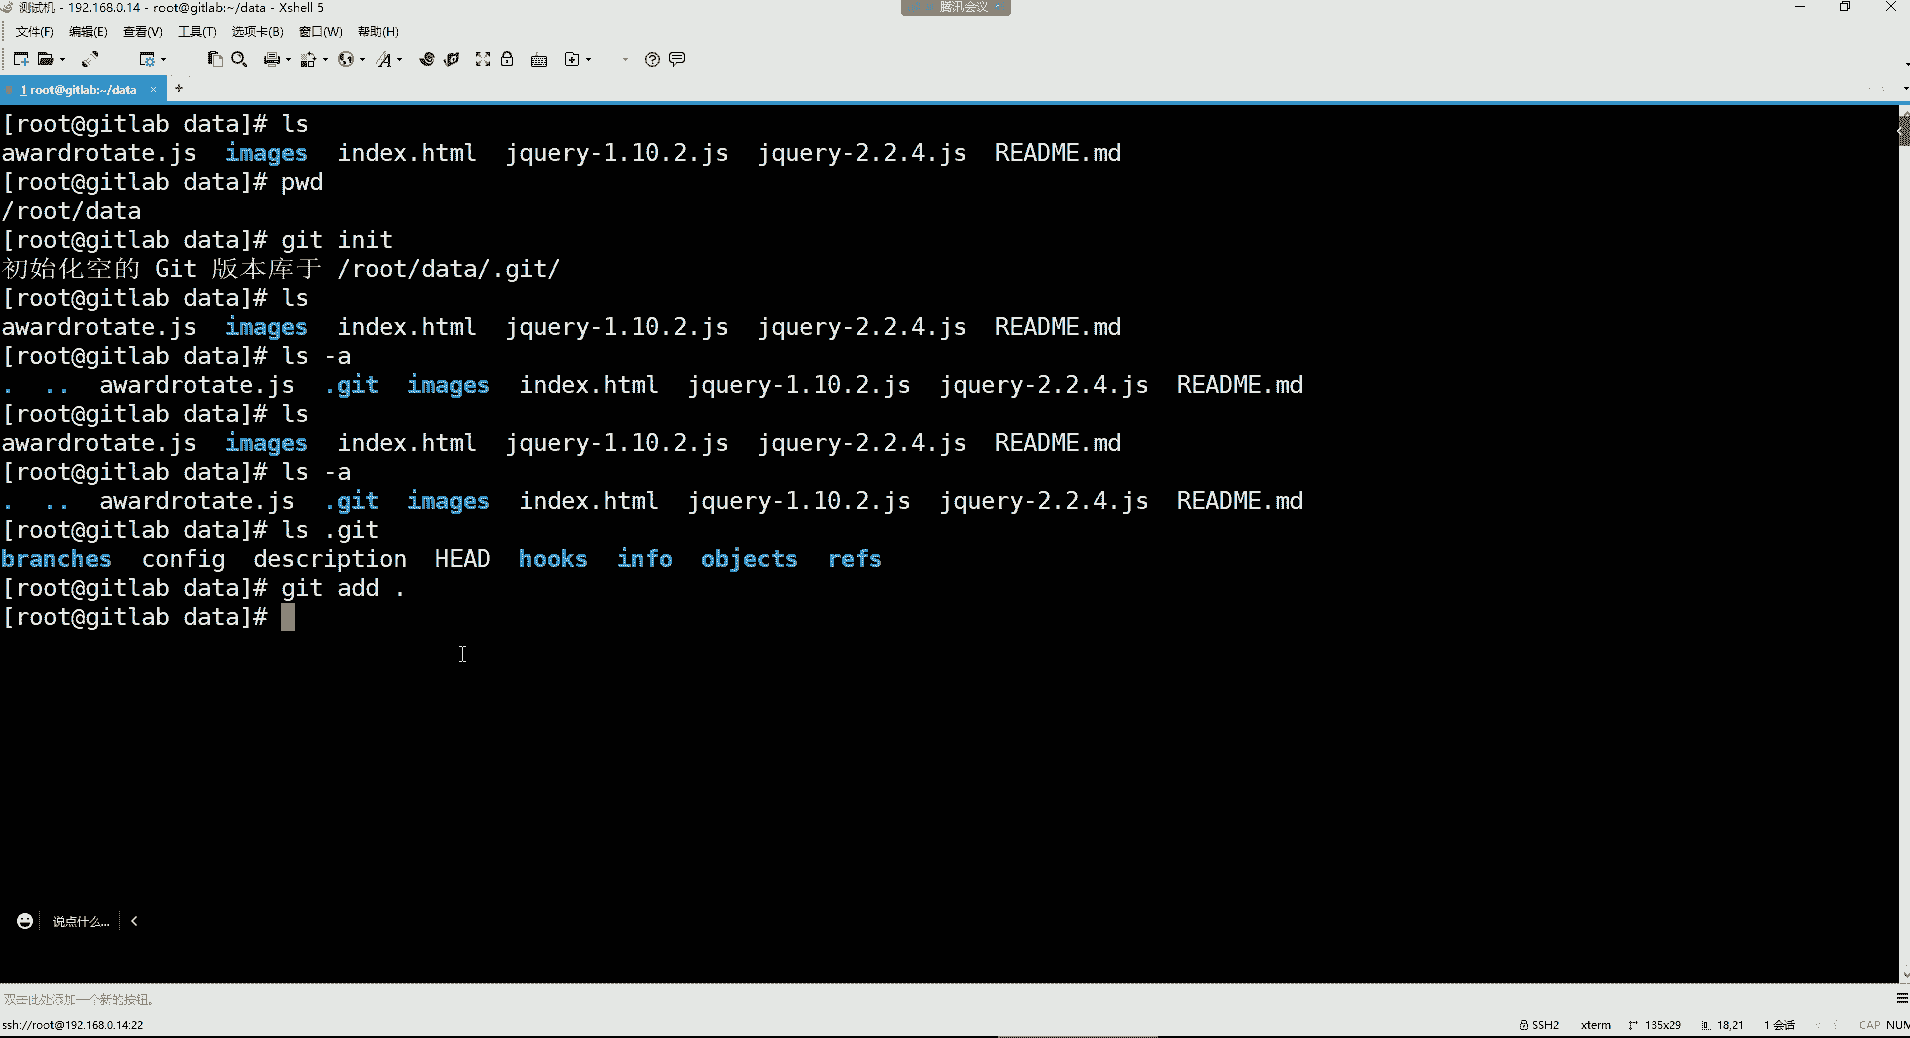 测试机 - 192.168.0.14 - root@gitlab:~/data - Xshell 5
腾讯会议
文件(F) 编辑(E) 查看(V) 工具(T) 选项卡(B) 窗口(W) 帮助(H)
1 root@gitlab:~/data × +
[root@gitlab data]# ls
awardrotate.js images index.html jquery-1.10.2.js jquery-2.2.4.js README.md
[root@gitlab data]# pwd
/root/data
[root@gitlab data]# git init
初始化空的 Git 版本库于 /root/data/.git/
[root@gitlab data]# ls
awardrotate.js images index.html jquery-1.10.2.js jquery-2.2.4.js README.md
[root@gitlab data]# ls -a
. .. awardrotate.js .git images index.html jquery-1.10.2.js jquery-2.2.4.js README.md
[root@gitlab data]# ls
awardrotate.js images index.html jquery-1.10.2.js jquery-2.2.4.js README.md
[root@gitlab data]# ls -a
. .. awardrotate.js .git images index.html jquery-1.10.2.js jquery-2.2.4.js README.md
[root@gitlab data]# ls .git
branches config description HEAD hooks info objects refs
[root@gitlab data]# git add .
[root@gitlab data]#
说点什么...
双击此处添加一个新的按钮。
ssh://root@192.168.0.14:22 SSH2 xterm 135x29 18,21 1 会话 CAP NUM